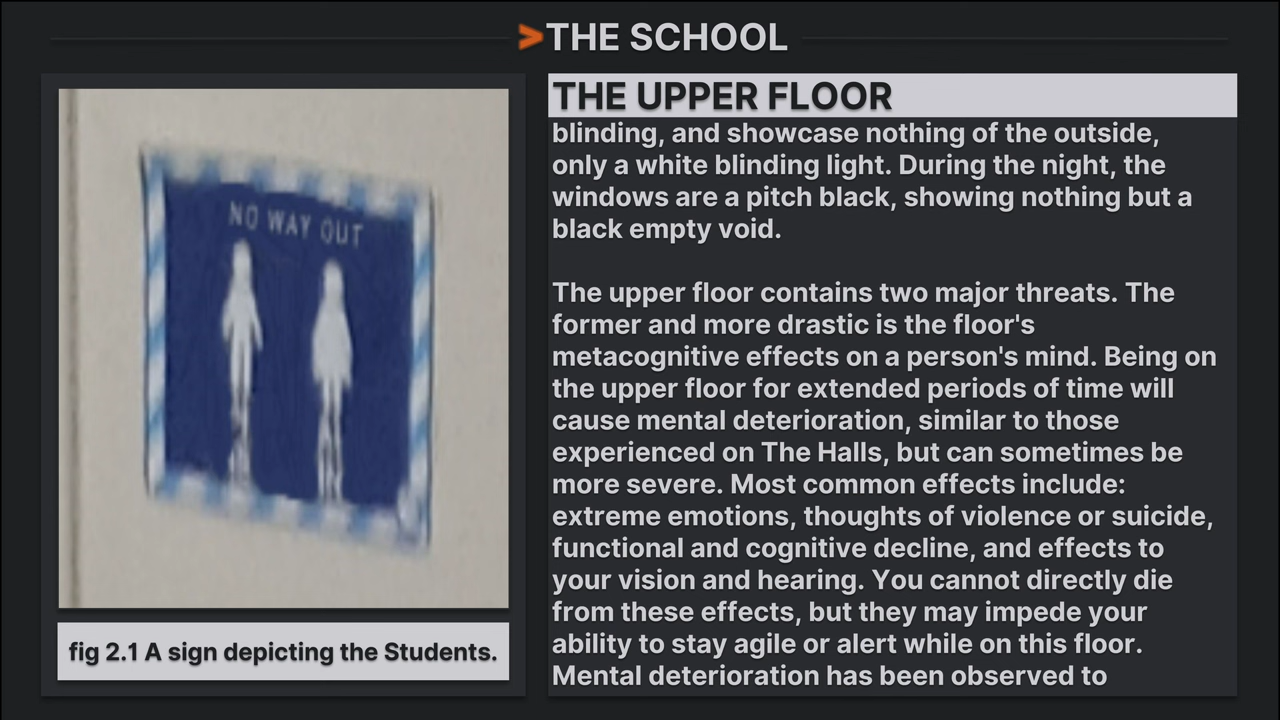 >THE SCHOOL
NO WAY OUT
fig 2.1 A sign depicting the Students.
THE UPPER FLOOR
blinding, and showcase nothing of the outside,
only a white blinding light. During the night, the
windows are a pitch black, showing nothing but a
black empty void.
The upper floor contains two major threats. The
former and more drastic is the floor's
metacognitive effects on a person's mind. Being on
the upper floor for extended periods of time will
cause mental deterioration, similar to those
experienced on The Halls, but can sometimes be
more severe. Most common effects include:
extreme emotions, thoughts of violence or suicide,
functional and cognitive decline, and effects to
your vision and hearing. You cannot directly die
from these effects, but they may impede your
ability to stay agile or alert while on this floor.
Mental deterioration has been observed to